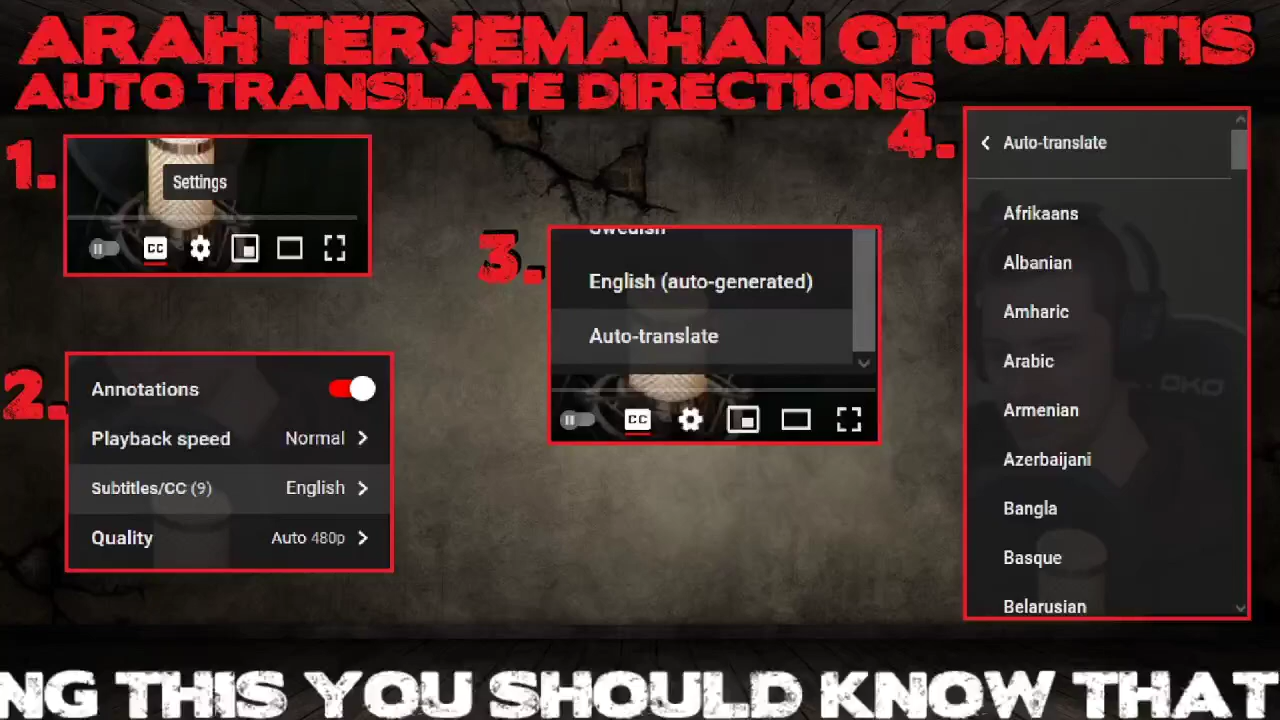 ARAH TERJEMAHAN OTOMATIS
AUTO TRANSLATE DIRECTIONS
1.
Settings
CC
2.
Annotations
Playback speed Normal
Subtitles/CC (9) English
Quality Auto 480p
3.
Swedish
English (auto-generated)
Auto-translate
CC
4.
Auto-translate
Afrikaans
Albanian
Amharic
Arabic
Armenian
Azerbaijani
Bangla
Basque
Belarusian
NG THIS YOU SHOULD KNOW THAT